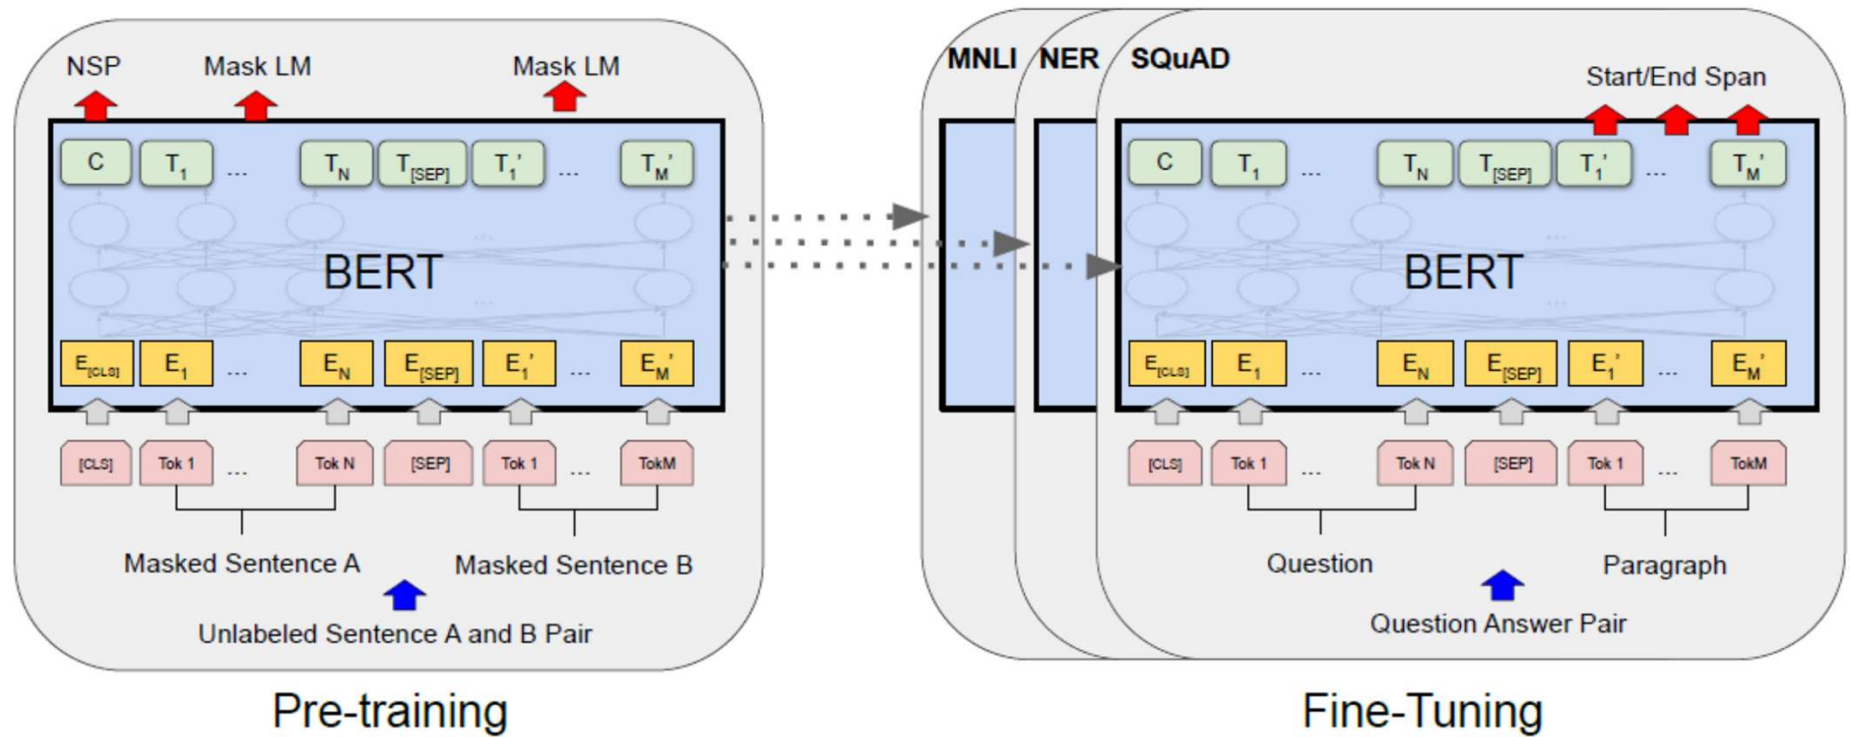 NSP Mask LM Mask LM
C T1 ... TN T[SEP] T1' ... TM'
...
BERT
...
E[CLS] E1 ... EN E[SEP] E1' ... EM'
[CLS] Tok 1 ... Tok N [SEP] Tok 1 ... TokM
Masked Sentence A Masked Sentence B
Unlabeled Sentence A and B Pair
Pre-training
MNLI NER SQuAD
Start/End Span
C T1 ... TN T[SEP] T1' ... TM'
...
BERT
...
E[CLS] E1 ... EN E[SEP] E1' ... EM'
[CLS] Tok 1 ... Tok N [SEP] Tok 1 ... TokM
Question Paragraph
Question Answer Pair
Fine-Tuning